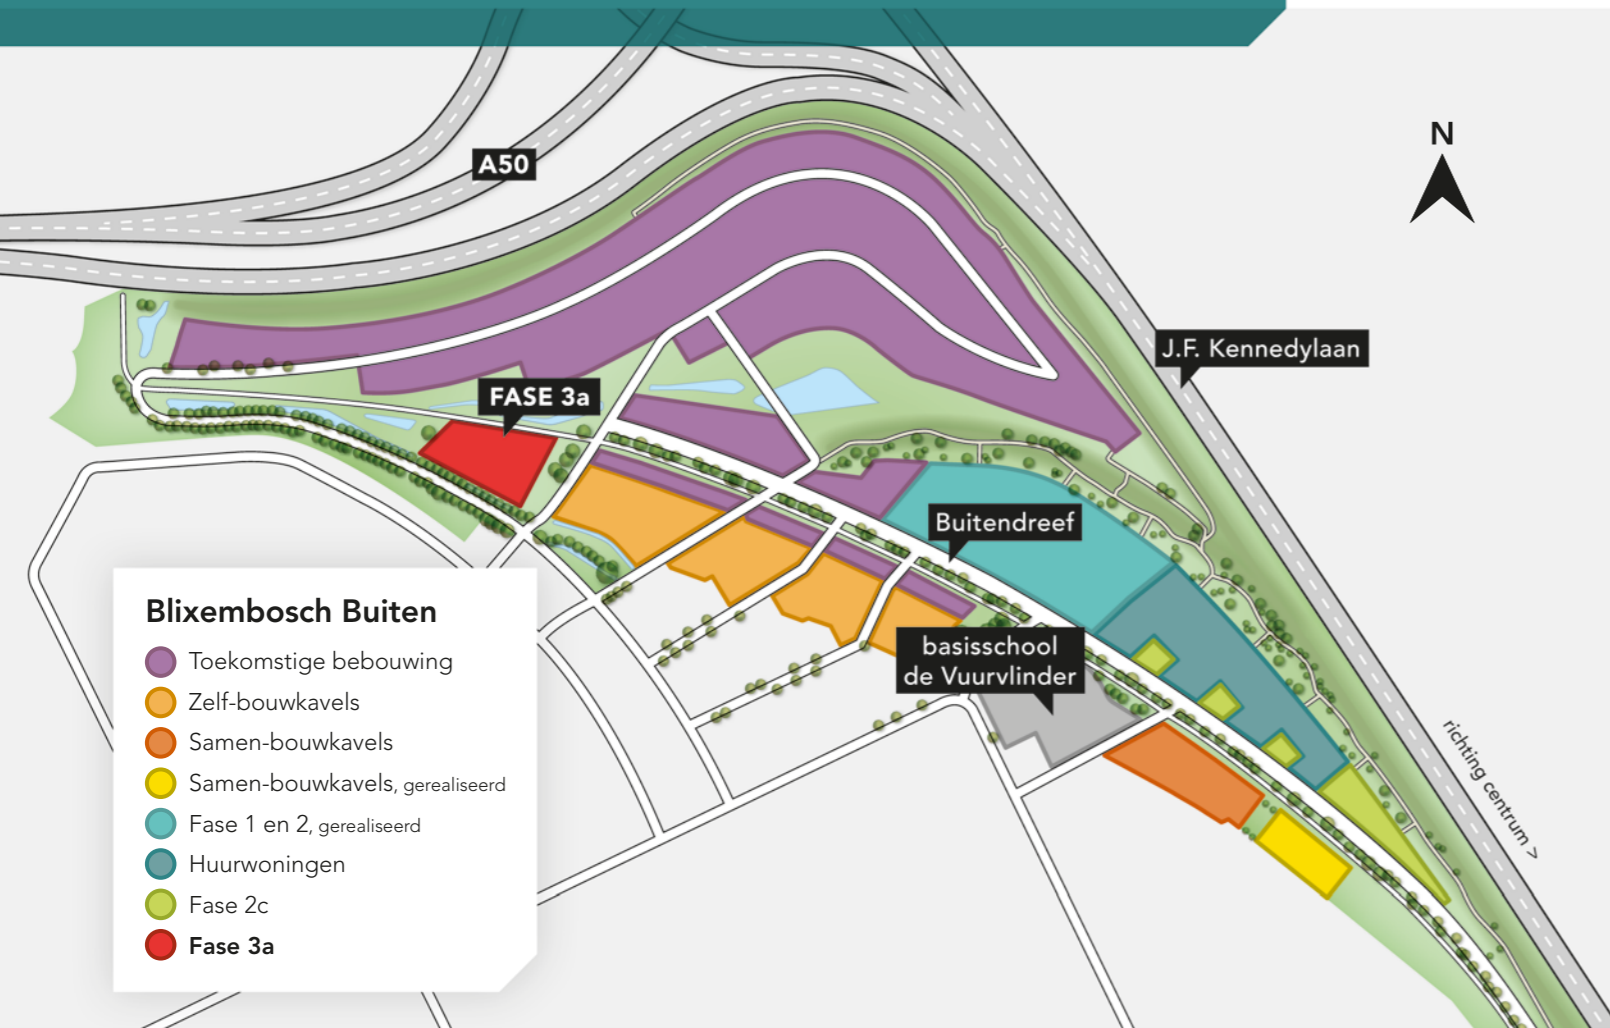 A50
N
J.F. Kennedylaan
FASE 3a
Buitendreef
basisschool
de Vuurvlinder
richting centrum >
Blixembosch Buiten
Toekomstige bebouwing
Zelf-bouwkavels
Samen-bouwkavels
Samen-bouwkavels, gerealiseerd
Fase 1 en 2, gerealiseerd
Huurwoningen
Fase 2c
Fase 3a